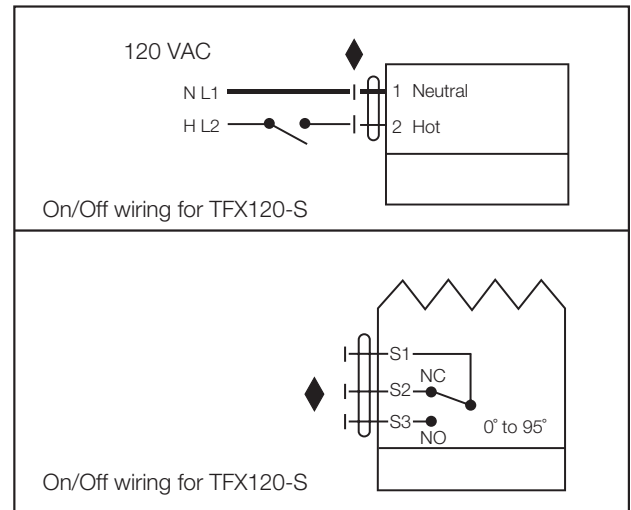 120 VAC
N L1
1 Neutral
H L2
2 Hot
On/Off wiring for TFX120-S
S1
NC
S2
S3
0° to 95°
NO
On/Off wiring for TFX120-S